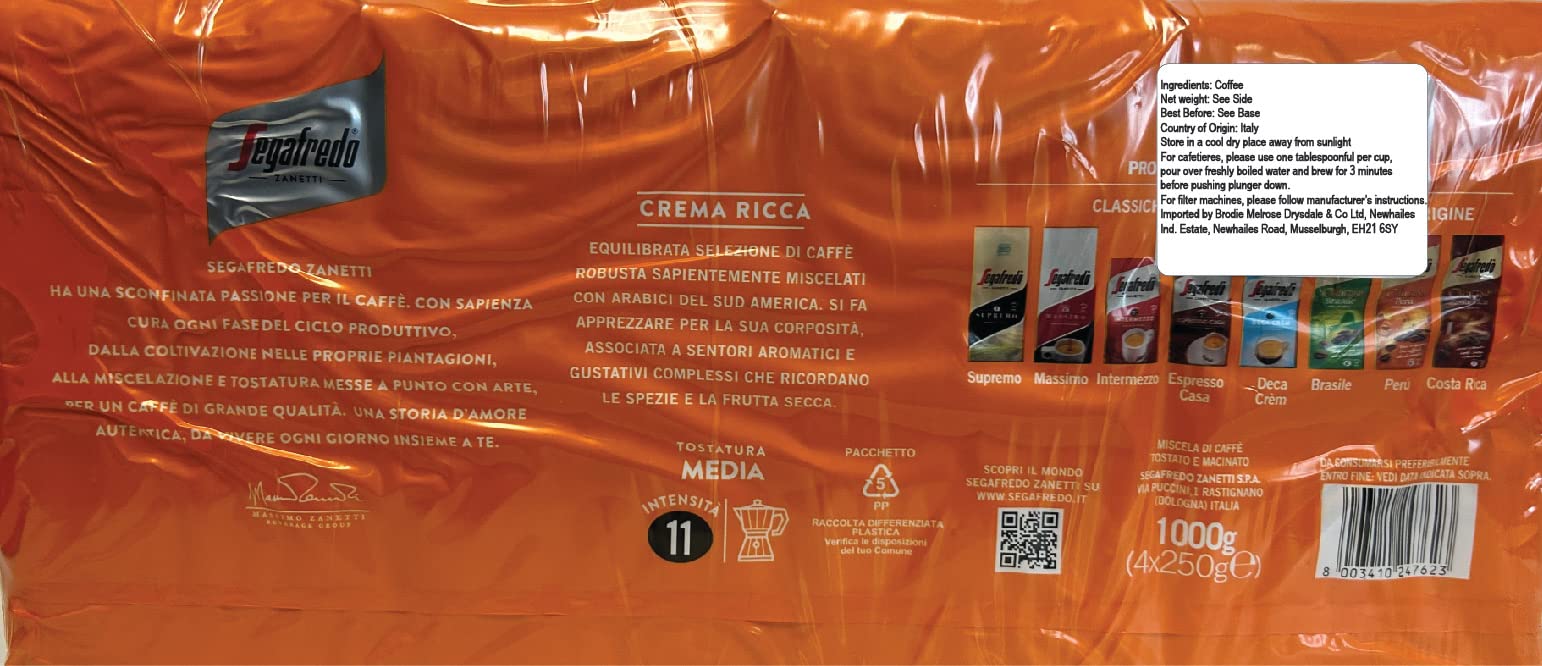 Segafredo®
ZANETTI
SEGAFREDO ZANETTI
HA UNA SCONFINATA PASSIONE PER IL CAFFÈ. CON SAPIENZA
CURA OGNI FASE DEL CICLO PRODUTTIVO,
DALLA COLTIVAZIONE NELLE PROPRIE PIANTAGIONI,
ALLA MISCELAZIONE E TOSTATURA MESSE A PUNTO CON ARTE,
PER UN CAFFÈ DI GRANDE QUALITÀ. UNA STORIA D'AMORE
AUTENTICA, DA VIVERE OGNI GIORNO INSIEME A TE.
MASSIMO ZANETTI
BEVERAGE GROUP
CREMA RICCA
EQUILIBRATA SELEZIONE DI CAFFÈ
ROBUSTA SAPIENTEMENTE MISCELATI
CON ARABICI DEL SUD AMERICA. SI FA
APPREZZARE PER LA SUA CORPOSITÀ,
ASSOCIATA A SENTORI AROMATICI E
GUSTATIVI COMPLESSI CHE RICORDANO
LE SPEZIE E LA FRUTTA SECCA.
TOSTATURA
MEDIA
INTENSITÀ
11
PACCHETTO
5
PP
RACCOLTA DIFFERENZIATA
PLASTICA
Verifica le disposizioni
del tuo Comune
Ingredients: Coffee
Net weight: See Side
Best Before: See Base
Country of Origin: Italy
Store in a cool dry place away from sunlight
For cafetieres, please use one tablespoonful per cup,
pour over freshly boiled water and brew for 3 minutes
before pushing plunger down.
For filter machines, please follow manufacturer's instructions.
Imported by Brodie Melrose Drysdale & Co Ltd, Newhailes
Ind. Estate, Newhailes Road, Musselburgh, EH21 6SY
PRO
CLASSICH
IGINE
Segafredo Segafredo Segafredo Segafredo Segafredo Segafredo
Supremo Massimo Intermezzo Espresso Casa Deca Crèm Brasile Perú Costa Rica
SCOPRI IL MONDO
SEGAFREDO ZANETTI SU
WWW.SEGAFREDO.IT
MISCELA DI CAFFÈ
TOSTATO E MACINATO
SEGAFREDO ZANETTI S.P.A.
VIA PUCCINI,1 RASTIGNANO
(BOLOGNA) ITALIA
1000g
(4x250g℮)
DA CONSUMARSI PREFERIBILMENTE
ENTRO FINE: VEDI DATA INDICATA SOPRA.
8 003410 247623